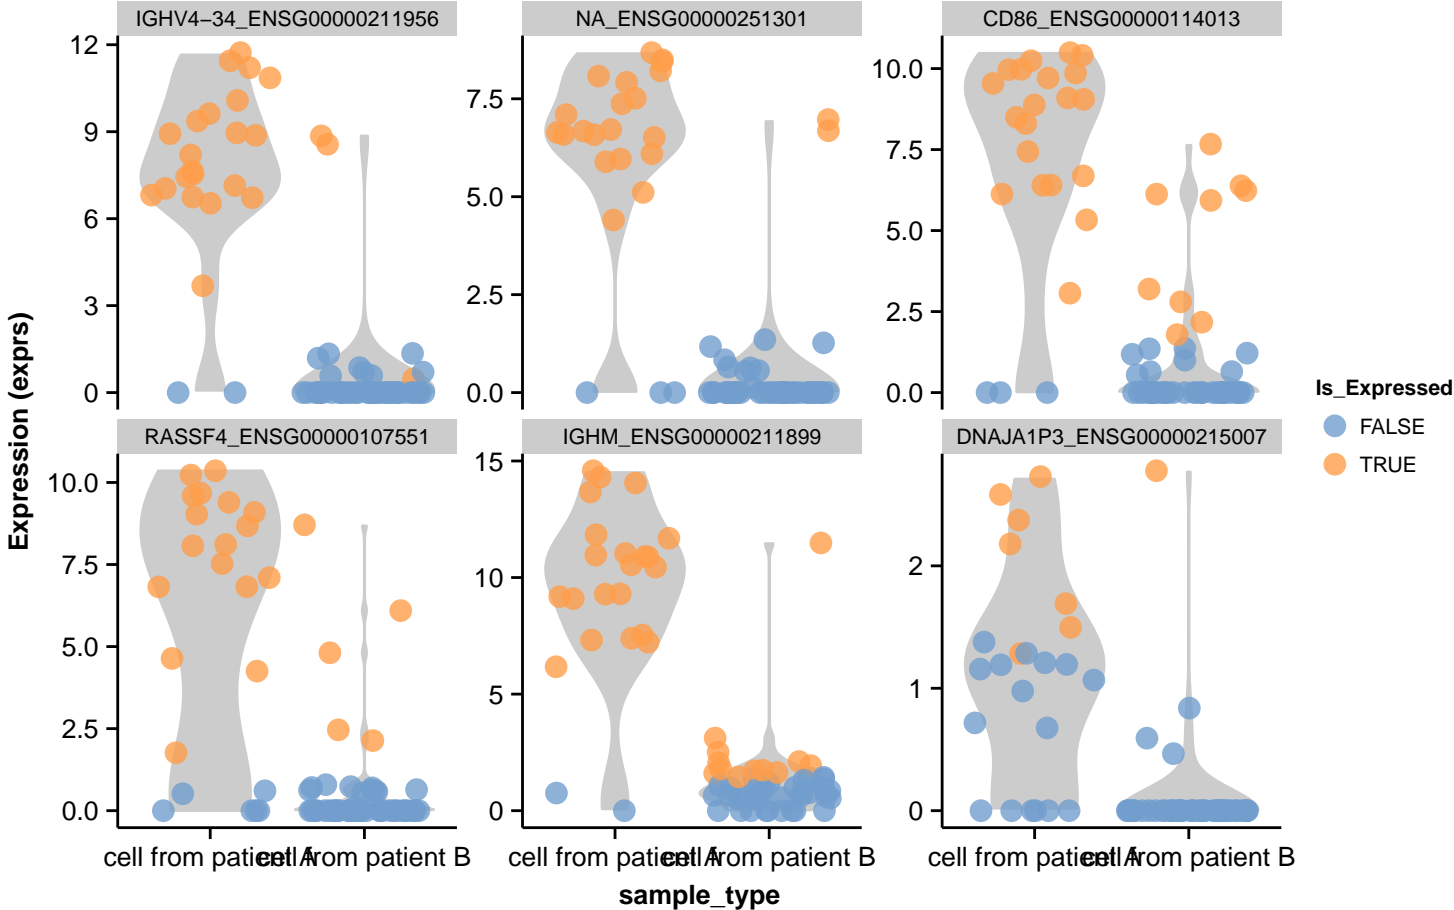 IGHV4−34_ENSG00000211956
NA_ENSG00000251301
CD86_ENSG00000114013
12
9
6
3
0
7.5
5.0
2.5
0.0
10.0
7.5
5.0
2.5
0.0
RASSF4_ENSG00000107551
IGHM_ENSG00000211899
DNAJA1P3_ENSG00000215007
10.0
7.5
5.0
2.5
0.0
15
10
5
0
2
1
0
cell from patient A
cell from patient B
cell from patient A
cell from patient B
cell from patient A
cell from patient B
sample_type
Expression (exprs)
Is_Expressed
FALSE
TRUE